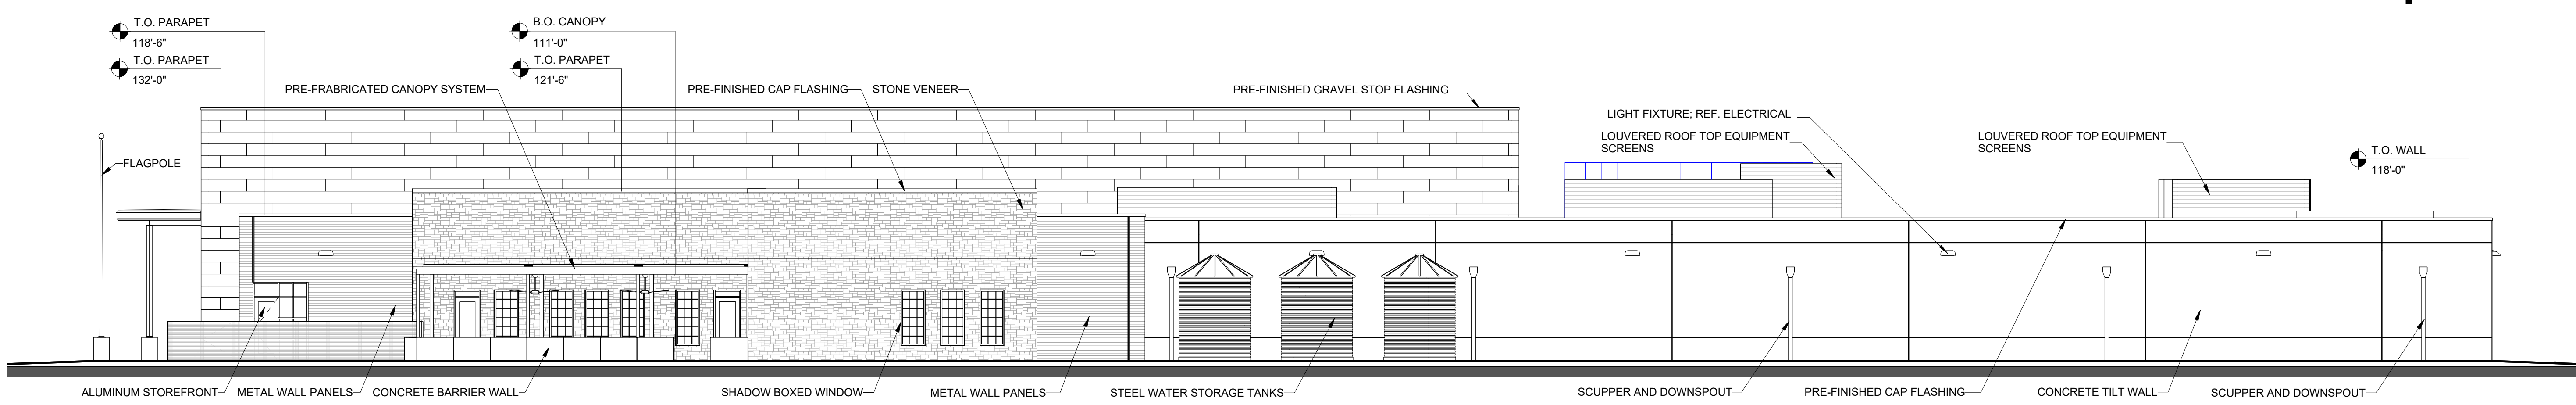 T.O. PARAPET
118'-6"
T.O. PARAPET
132'-0"
B.O. CANOPY
111'-0"
T.O. PARAPET
121'-6"
PRE-FRABRICATED CANOPY SYSTEM
PRE-FINISHED CAP FLASHING
STONE VENEER
PRE-FINISHED GRAVEL STOP FLASHING
LIGHT FIXTURE; REF. ELECTRICAL
LOUVERED ROOF TOP EQUIPMENT
SCREENS
LOUVERED ROOF TOP EQUIPMENT
SCREENS
T.O. WALL
118'-0"
FLAGPOLE
ALUMINUM STOREFRONT
METAL WALL PANELS
CONCRETE BARRIER WALL
SHADOW BOXED WINDOW
METAL WALL PANELS
STEEL WATER STORAGE TANKS
SCUPPER AND DOWNSPOUT
PRE-FINISHED CAP FLASHING
CONCRETE TILT WALL
SCUPPER AND DOWNSPOUT